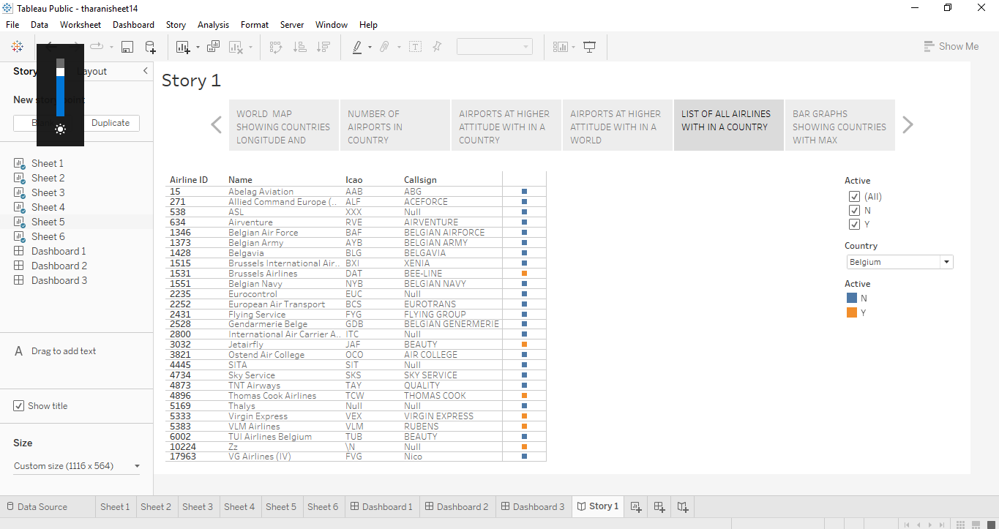 Tableau Public - tharanisheet14
File Data Worksheet Dashboard Story Analysis Format Server Window Help
Show Me
Story Layout
New story point
Duplicate
Sheet 1
Sheet 2
Sheet 3
Sheet 4
Sheet 5
Sheet 6
Dashboard 1
Dashboard 2
Dashboard 3
A Drag to add text
Show title
Size
Custom size (1116 x 564)
Story 1
WORLD MAP
SHOWING COUNTRIES
LONGITUDE AND
NUMBER OF
AIRPORTS IN
COUNTRY
AIRPORTS AT HIGHER
ATTITUDE WITH IN A
COUNTRY
AIRPORTS AT HIGHER
ATTITUDE WITH IN A
WORLD
LIST OF ALL AIRLINES
WITH IN A COUNTRY
BAR GRAPHS
SHOWING COUNTRIES
WITH MAX
Airline ID Name Icao Callsign
15 Abelag Aviation AAB ABG
271 Allied Command Europe (.. ALF ACEFORCE
538 ASL XXX Null
634 Airventure RVE AIRVENTURE
1346 Belgian Air Force BAF BELGIAN AIRFORCE
1373 Belgian Army AYB BELGIAN ARMY
1428 Belgavia BLG BELGAVIA
1515 Brussels International Air.. BXI XENIA
1531 Brussels Airlines DAT BEE-LINE
1551 Belgian Navy NYB BELGIAN NAVY
2235 Eurocontrol EUC Null
2252 European Air Transport BCS EUROTRANS
2431 Flying Service FYG FLYING GROUP
2528 Gendarmerie Belge GDB BELGIAN GENERMERIE
2800 International Air Carrier A.. ITC Null
3032 Jetairfly JAF BEAUTY
3821 Ostend Air College OCO AIR COLLEGE
4445 SITA SIT Null
4734 Sky Service SKS SKY SERVICE
4873 TNT Airways TAY QUALITY
4896 Thomas Cook Airlines TCW THOMAS COOK
5169 Thalys Null Null
5333 Virgin Express VEX VIRGIN EXPRESS
5383 VLM Airlines VLM RUBENS
6002 TUI Airlines Belgium TUB BEAUTY
10224 Zz \N Null
17963 VG Airlines (IV) FVG Nico
Active
(All)
N
Y
Country
Belgium
Active
N
Y
Data Source Sheet 1 Sheet 2 Sheet 3 Sheet 4 Sheet 5 Sheet 6 Dashboard 1 Dashboard 2 Dashboard 3 Story 1